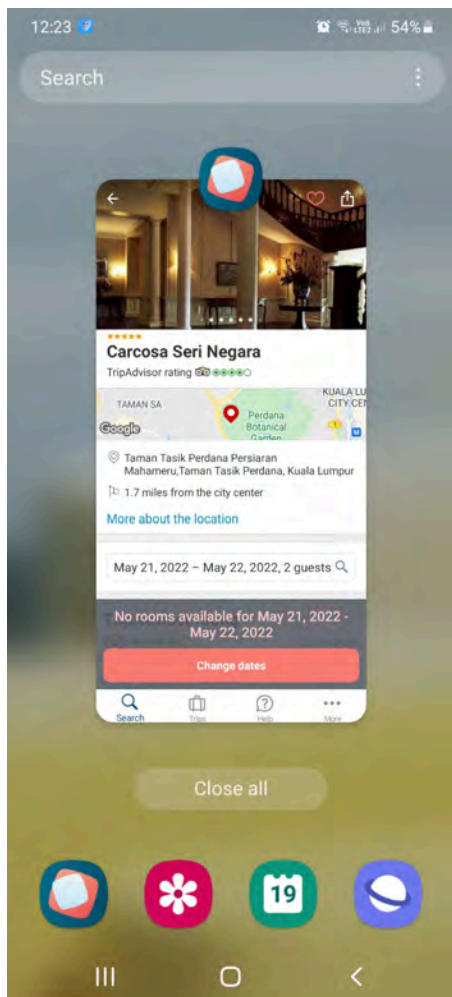 12:23
54%
Search
Carcosa Seri Negara
TripAdvisor rating
TAMAN SA
KUALA LU
CITY CEN
Perdana
Botanical
Garden
Google
Taman Tasik Perdana Persiaran
Mahameru,Taman Tasik Perdana, Kuala Lumpur
1.7 miles from the city center
More about the location
May 21, 2022 – May 22, 2022, 2 guests
No rooms available for May 21, 2022 -
May 22, 2022
Change dates
Search Trips Help More
Close all
19